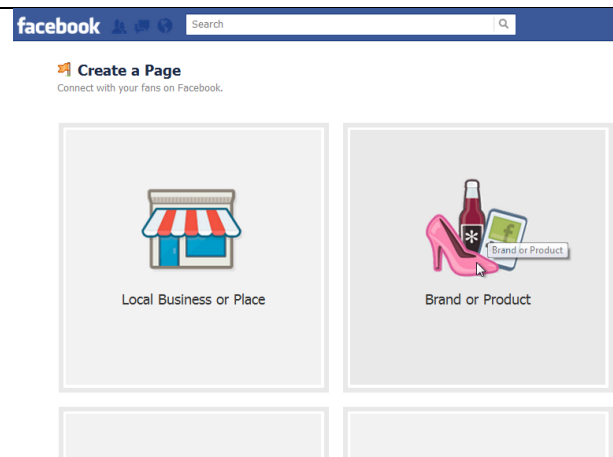 facebook
Search
Create a Page
Connect with your fans on Facebook.
Brand or Product
Local Business or Place
Brand or Product